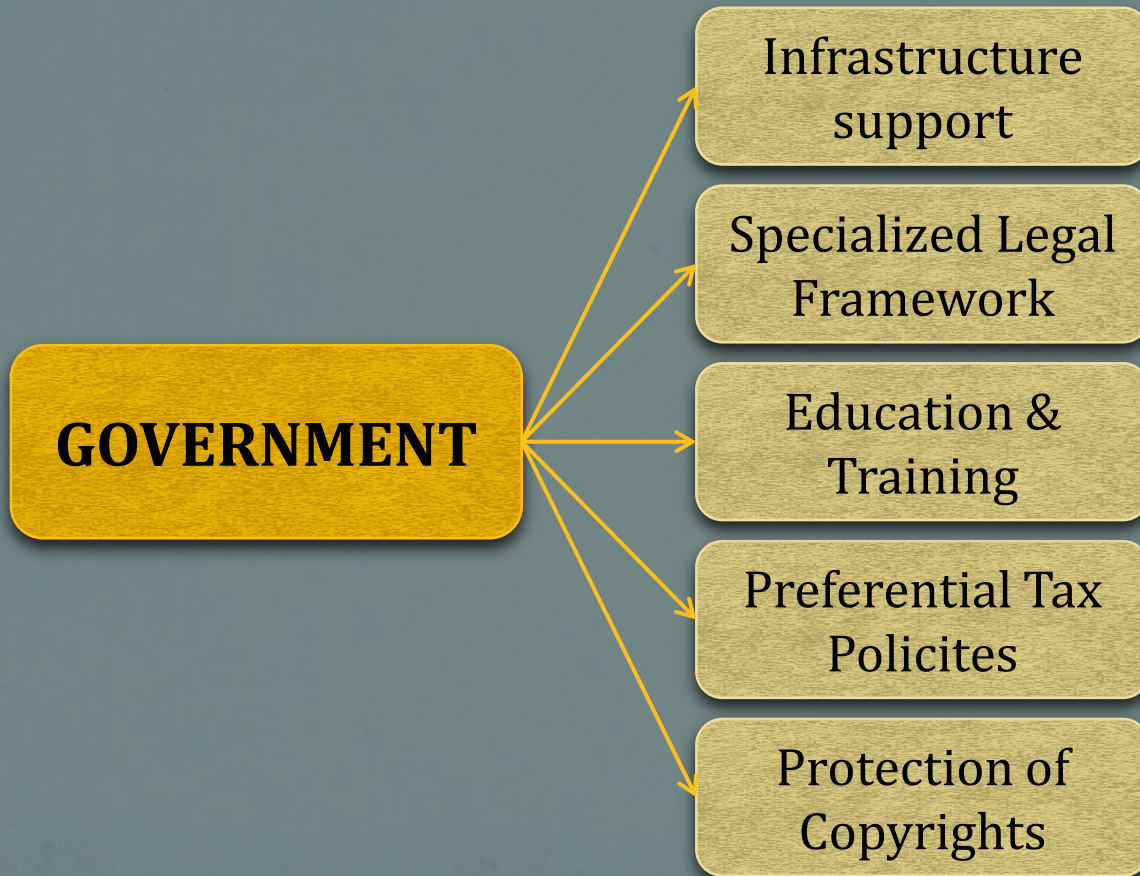 Infrastructure
support
Specialized Legal
Framework
GOVERNMENT
Education &
Training
Preferential Tax
Policites
Protection of
Copyrights